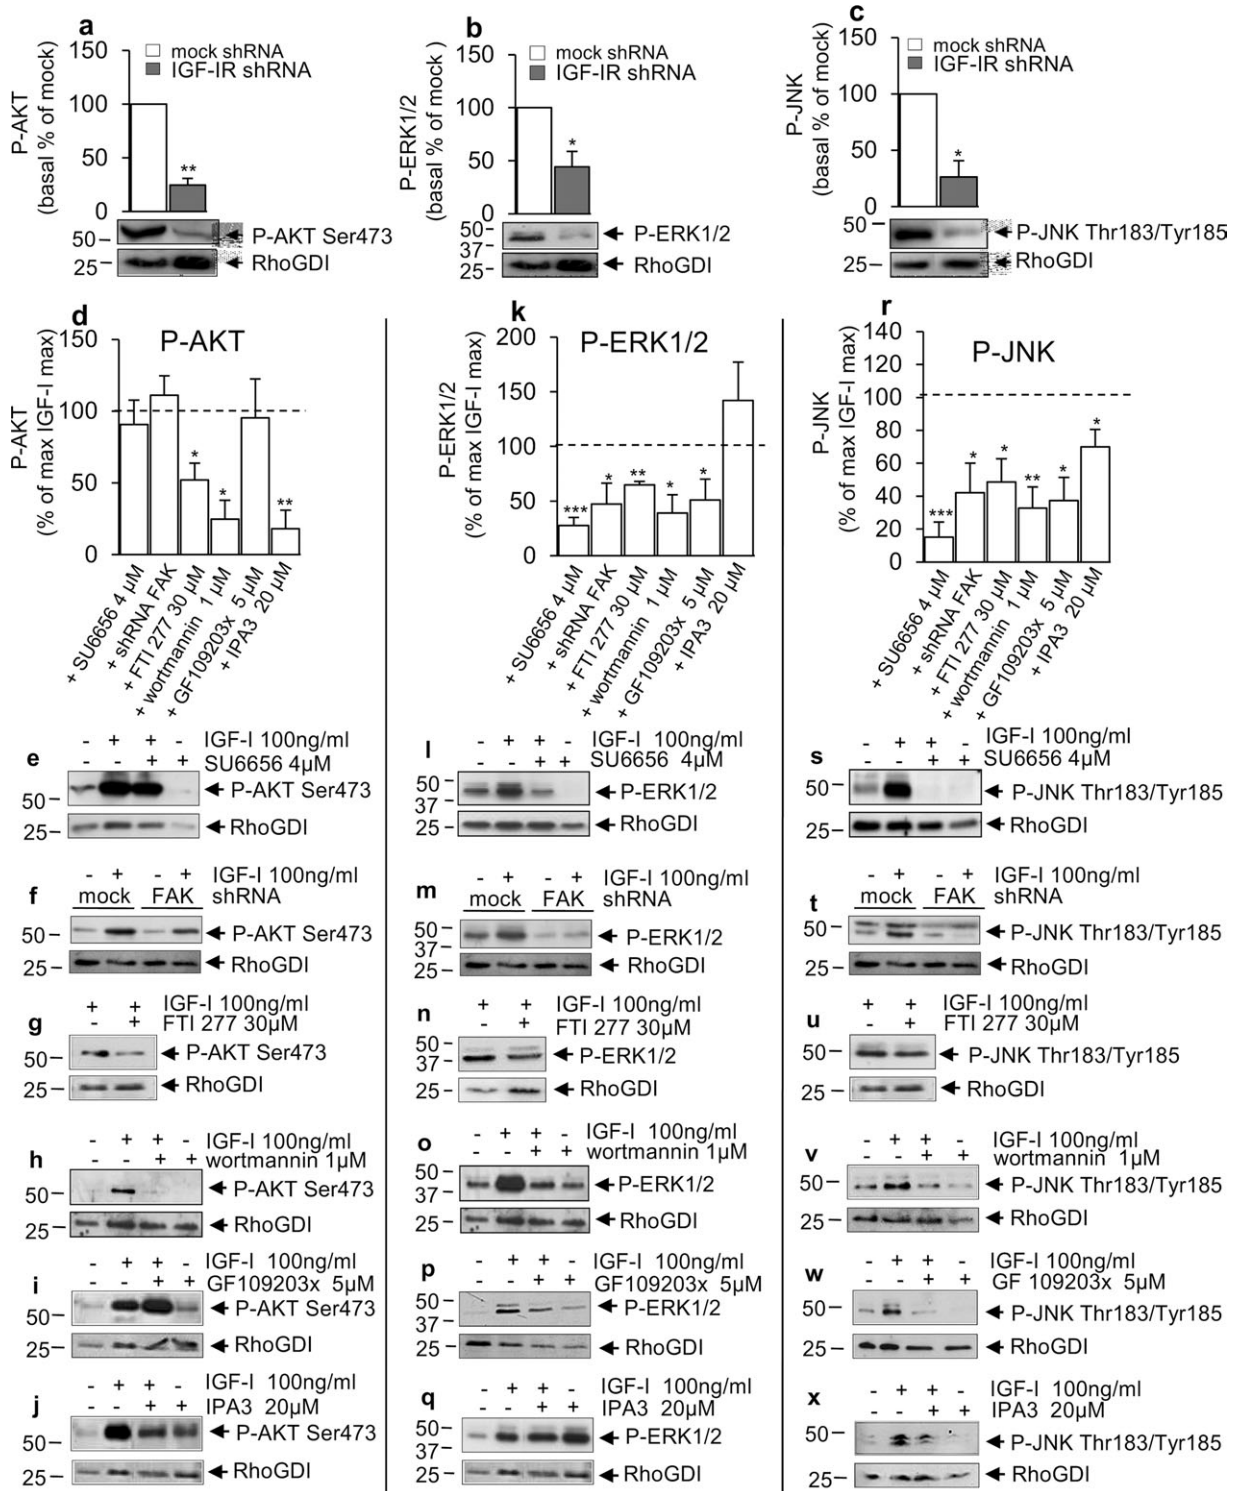 a
150
100
50
0
P-AKT
(basal % of mock)
mock shRNA
IGF-IR shRNA
**
50
25
P-AKT Ser473
RhoGDI
b
150
100
50
0
P-ERK1/2
(basal % of mock )
mock shRNA
IGF-IR shRNA
*
50
37
25
P-ERK1/2
RhoGDI
c
150
100
50
0
P-JNK
(basal % of mock)
mock shRNA
IGF-IR shRNA
*
50
25
P-JNK Thr183/Tyr185
RhoGDI
d
P-AKT
150
100
50
0
P-AKT
(% of max IGF-I max)
* * **
+ SU6656 4 µM
+ shRNA FAK
+ FTI 277 30 µM
+ wortmannin 1 µM
+ GF109203x 5 µM
+ IPA3 20 µM
- + + - IGF-I 100ng/ml
e - - + + SU6656 4µM
50 P-AKT Ser473
25 RhoGDI
- + - + IGF-I 100ng/ml
f mock FAK shRNA
50 P-AKT Ser473
25 RhoGDI
+ + IGF-I 100ng/ml
g - + FTI 277 30µM
50 P-AKT Ser473
25 RhoGDI
- + + - IGF-I 100ng/ml
h - - + + wortmannin 1µM
50 P-AKT Ser473
25 RhoGDI
- + + - IGF-I 100ng/ml
i - - + + GF109203x 5µM
50 P-AKT Ser473
25 RhoGDI
- + + - IGF-I 100ng/ml
j - - + + IPA3 20µM
50 P-AKT Ser473
25 RhoGDI
k
P-ERK1/2
200
150
100
50
0
P-ERK1/2
(% of max IGF-I max)
*** * ** * *
+ SU6656 4 µM
+ shRNA FAK
+ FTI 277 30 µM
+ wortmannin 1 µM
+ GF109203x 5 µM
+ IPA3 20 µM
- + + - IGF-I 100ng/ml
l - - + + SU6656 4µM
50
37 P-ERK1/2
25 RhoGDI
- + - + IGF-I 100ng/ml
m mock FAK shRNA
50
37 P-ERK1/2
25 RhoGDI
+ + IGF-I 100ng/ml
n - + FTI 277 30µM
50
37 P-ERK1/2
25 RhoGDI
- + + - IGF-I 100ng/ml
o - - + + wortmannin 1µM
50
37 P-ERK1/2
25 RhoGDI
- + + - IGF-I 100ng/ml
p - - + + GF109203x 5µM
50 P-ERK1/2
37
25 RhoGDI
- + + - IGF-I 100ng/ml
q - - + + IPA3 20µM
50
37 P-ERK1/2
25 RhoGDI
r
P-JNK
140
120
100
80
60
40
20
0
P-JNK
(% of max IGF-I max)
*** * * ** * *
+ SU6656 4 µM
+ shRNA FAK
+ FTI 277 30 µM
+ wortmannin 1 µM
+ GF109203x 5 µM
+ IPA3 20 µM
- + + - IGF-I 100ng/ml
s - - + + SU6656 4µM
50 P-JNK Thr183/Tyr185
25 RhoGDI
- + - + IGF-I 100ng/ml
t mock FAK shRNA
50 P-JNK Thr183/Tyr185
25 RhoGDI
+ + IGF-I 100ng/ml
u - + FTI 277 30µM
50 P-JNK Thr183/Tyr185
25 RhoGDI
- + + - IGF-I 100ng/ml
v - - + + wortmannin 1µM
50 P-JNK Thr183/Tyr185
25 RhoGDI
- + + - IGF-I 100ng/ml
w - - + + GF 109203x 5µM
50 P-JNK Thr183/Tyr185
25 RhoGDI
- + + - IGF-I 100ng/ml
x - - + + IPA3 20µM
50 P-JNK Thr183/Tyr185
25 RhoGDI